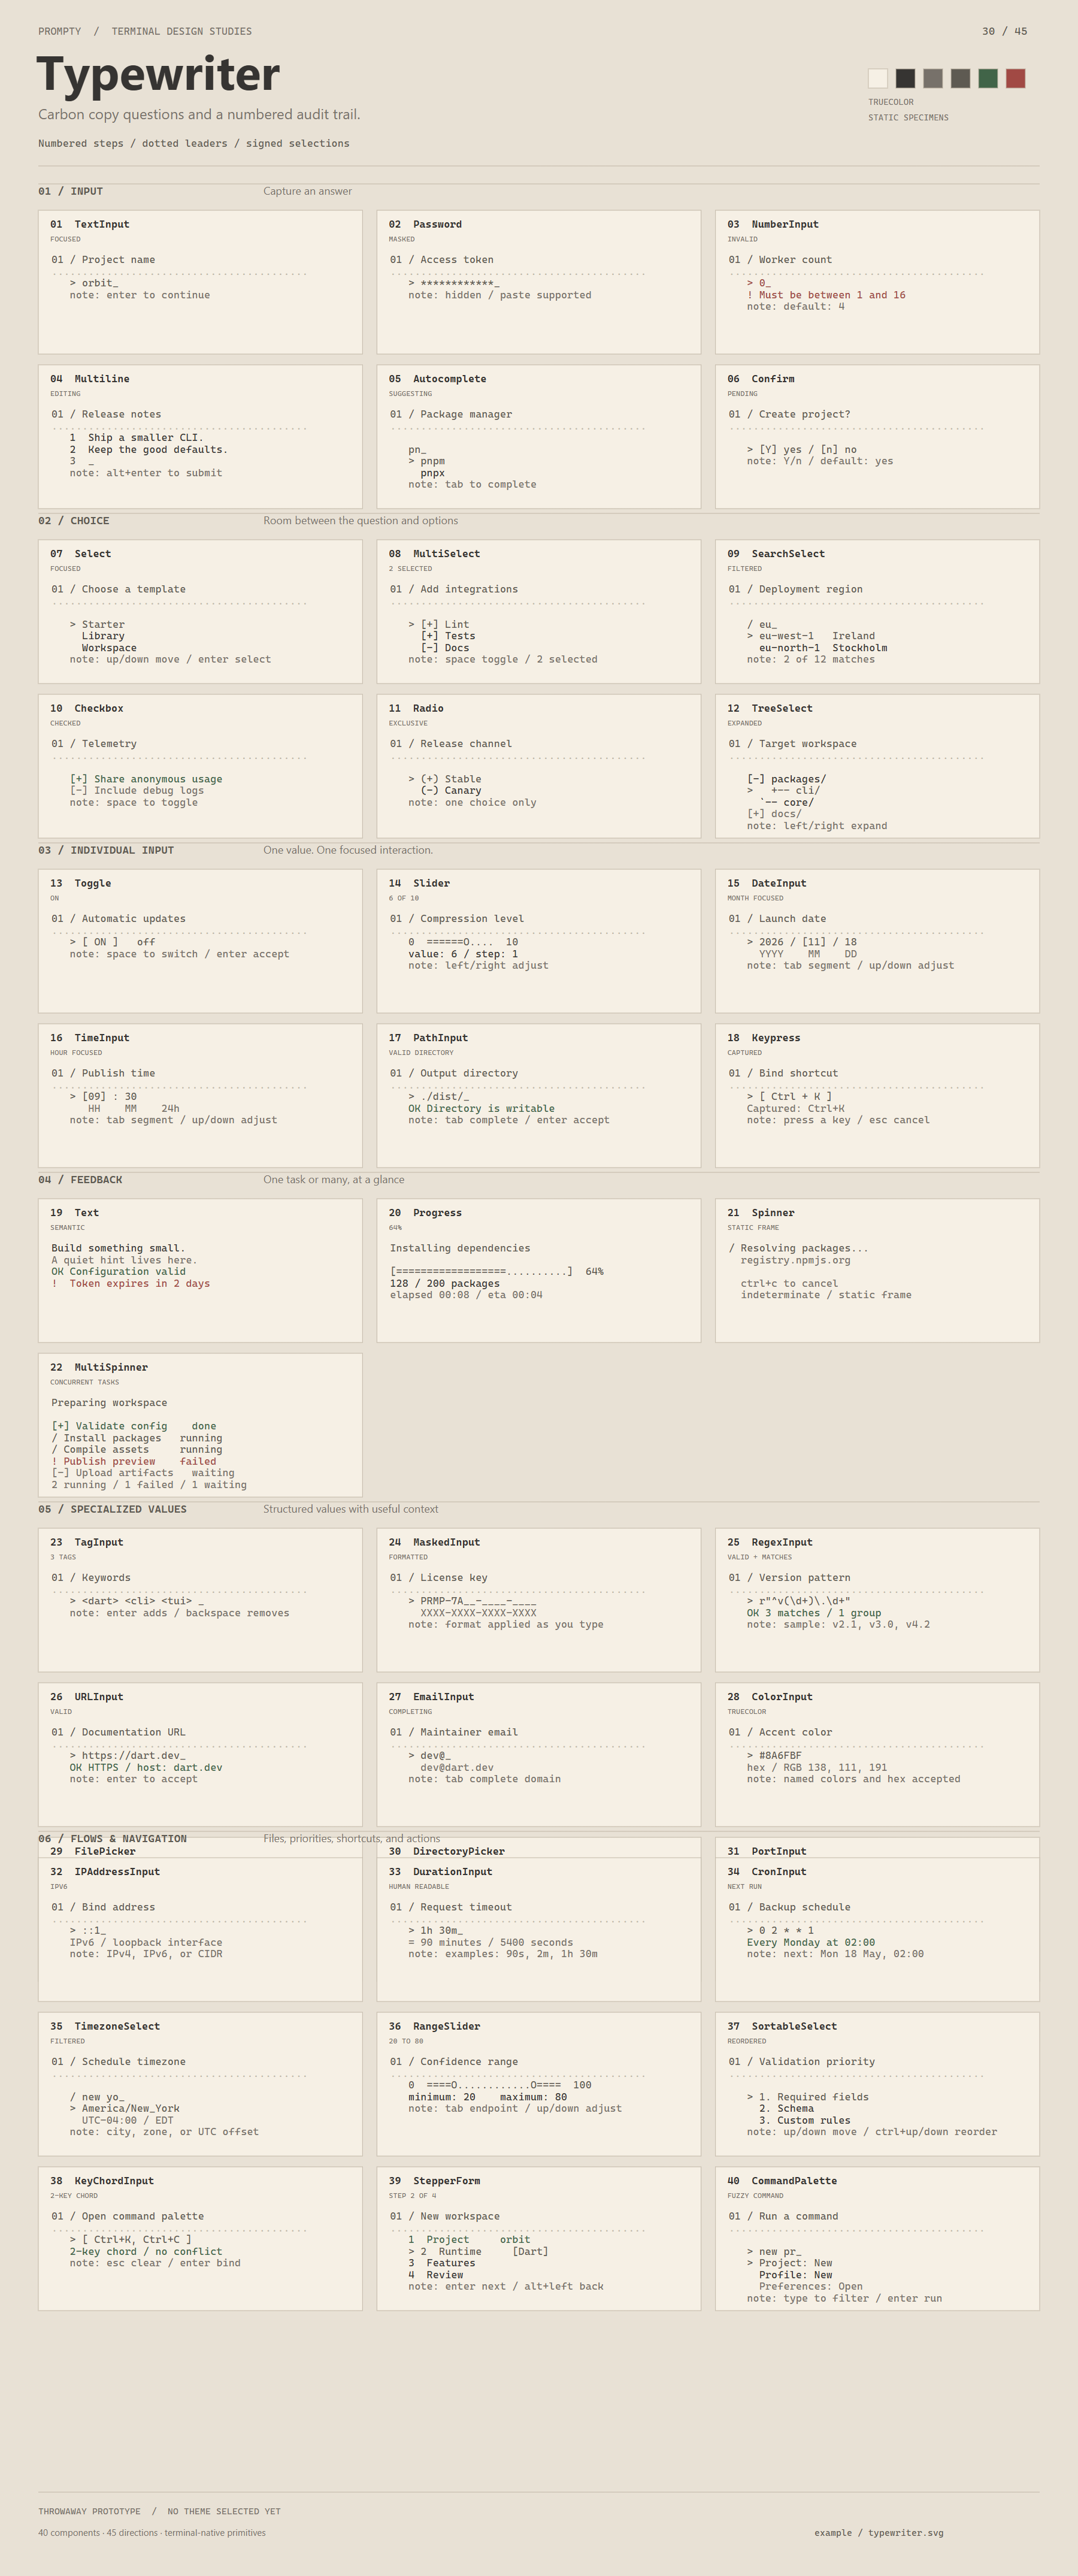 PROMPTY / TERMINAL DESIGN STUDIES
30 / 45
Typewriter
Carbon copy questions and a numbered audit trail.
TRUECOLOR
STATIC SPECIMENS
Numbered steps / dotted leaders / signed selections
01 / INPUT
Capture an answer
01 TextInput
FOCUSED
01 / Project name
> orbit_
note: enter to continue
02 Password
MASKED
01 / Access token
> ************_
note: hidden / paste supported
03 NumberInput
INVALID
01 / Worker count
> 0_
! Must be between 1 and 16
note: default: 4
04 Multiline
EDITING
01 / Release notes
1 Ship a smaller CLI.
2 Keep the good defaults.
3 _
note: alt+enter to submit
05 Autocomplete
SUGGESTING
01 / Package manager
pn_
> pnpm
pnpx
note: tab to complete
06 Confirm
PENDING
01 / Create project?
> [Y] yes / [n] no
note: Y/n / default: yes
02 / CHOICE
Room between the question and options
07 Select
FOCUSED
01 / Choose a template
> Starter
Library
Workspace
note: up/down move / enter select
08 MultiSelect
2 SELECTED
01 / Add integrations
> [+] Lint
[+] Tests
[-] Docs
note: space toggle / 2 selected
09 SearchSelect
FILTERED
01 / Deployment region
/ eu_
> eu-west-1 Ireland
eu-north-1 Stockholm
note: 2 of 12 matches
10 Checkbox
CHECKED
01 / Telemetry
[+] Share anonymous usage
[-] Include debug logs
note: space to toggle
11 Radio
EXCLUSIVE
01 / Release channel
> (+) Stable
(-) Canary
note: one choice only
12 TreeSelect
EXPANDED
01 / Target workspace
[-] packages/
> +-- cli/
`-- core/
[+] docs/
note: left/right expand
03 / INDIVIDUAL INPUT
One value. One focused interaction.
13 Toggle
ON
01 / Automatic updates
> [ ON ] off
note: space to switch / enter accept
14 Slider
6 OF 10
01 / Compression level
0 ======O.... 10
value: 6 / step: 1
note: left/right adjust
15 DateInput
MONTH FOCUSED
01 / Launch date
> 2026 / [11] / 18
YYYY MM DD
note: tab segment / up/down adjust
16 TimeInput
HOUR FOCUSED
01 / Publish time
> [09] : 30
HH MM 24h
note: tab segment / up/down adjust
17 PathInput
VALID DIRECTORY
01 / Output directory
> ./dist/_
OK Directory is writable
note: tab complete / enter accept
18 Keypress
CAPTURED
01 / Bind shortcut
> [ Ctrl + K ]
Captured: Ctrl+K
note: press a key / esc cancel
04 / FEEDBACK
One task or many, at a glance
19 Text
SEMANTIC
Build something small.
A quiet hint lives here.
OK Configuration valid
! Token expires in 2 days
20 Progress
64%
Installing dependencies
[==================..........] 64%
128 / 200 packages
elapsed 00:08 / eta 00:04
21 Spinner
STATIC FRAME
/ Resolving packages...
registry.npmjs.org
ctrl+c to cancel
indeterminate / static frame
22 MultiSpinner
CONCURRENT TASKS
Preparing workspace
[+] Validate config done
/ Install packages running
/ Compile assets running
! Publish preview failed
[-] Upload artifacts waiting
2 running / 1 failed / 1 waiting
05 / SPECIALIZED VALUES
Structured values with useful context
23 TagInput
3 TAGS
01 / Keywords
> <dart> <cli> <tui> _
note: enter adds / backspace removes
24 MaskedInput
FORMATTED
01 / License key
> PRMP-7A__-____-____
XXXX-XXXX-XXXX-XXXX
note: format applied as you type
25 RegexInput
VALID + MATCHES
01 / Version pattern
> r"^v(\d+)\.\d+"
OK 3 matches / 1 group
note: sample: v2.1, v3.0, v4.2
26 URLInput
VALID
01 / Documentation URL
> https://dart.dev_
OK HTTPS / host: dart.dev
note: enter to accept
27 EmailInput
COMPLETING
01 / Maintainer email
> dev@_
dev@dart.dev
note: tab complete domain
28 ColorInput
TRUECOLOR
01 / Accent color
> #8A6FBF
hex / RGB 138, 111, 191
note: named colors and hex accepted
06 / FLOWS & NAVIGATION
Files, priorities, shortcuts, and actions
29 FilePicker
30 DirectoryPicker
31 PortInput
32 IPAddressInput
IPV6
01 / Bind address
> ::1_
IPv6 / loopback interface
note: IPv4, IPv6, or CIDR
33 DurationInput
HUMAN READABLE
01 / Request timeout
> 1h 30m_
= 90 minutes / 5400 seconds
note: examples: 90s, 2m, 1h 30m
34 CronInput
NEXT RUN
01 / Backup schedule
> 0 2 * * 1
Every Monday at 02:00
note: next: Mon 18 May, 02:00
35 TimezoneSelect
FILTERED
01 / Schedule timezone
/ new yo_
> America/New_York
UTC-04:00 / EDT
note: city, zone, or UTC offset
36 RangeSlider
20 TO 80
01 / Confidence range
0 ====O............O==== 100
minimum: 20 maximum: 80
note: tab endpoint / up/down adjust
37 SortableSelect
REORDERED
01 / Validation priority
> 1. Required fields
2. Schema
3. Custom rules
note: up/down move / ctrl+up/down reorder
38 KeyChordInput
2-KEY CHORD
01 / Open command palette
> [ Ctrl+K, Ctrl+C ]
2-key chord / no conflict
note: esc clear / enter bind
39 StepperForm
STEP 2 OF 4
01 / New workspace
1 Project orbit
> 2 Runtime [Dart]
3 Features
4 Review
note: enter next / alt+left back
40 CommandPalette
FUZZY COMMAND
01 / Run a command
> new pr_
> Project: New
Profile: New
Preferences: Open
note: type to filter / enter run
THROWAWAY PROTOTYPE / NO THEME SELECTED YET
40 components · 45 directions · terminal-native primitives
example / typewriter.svg